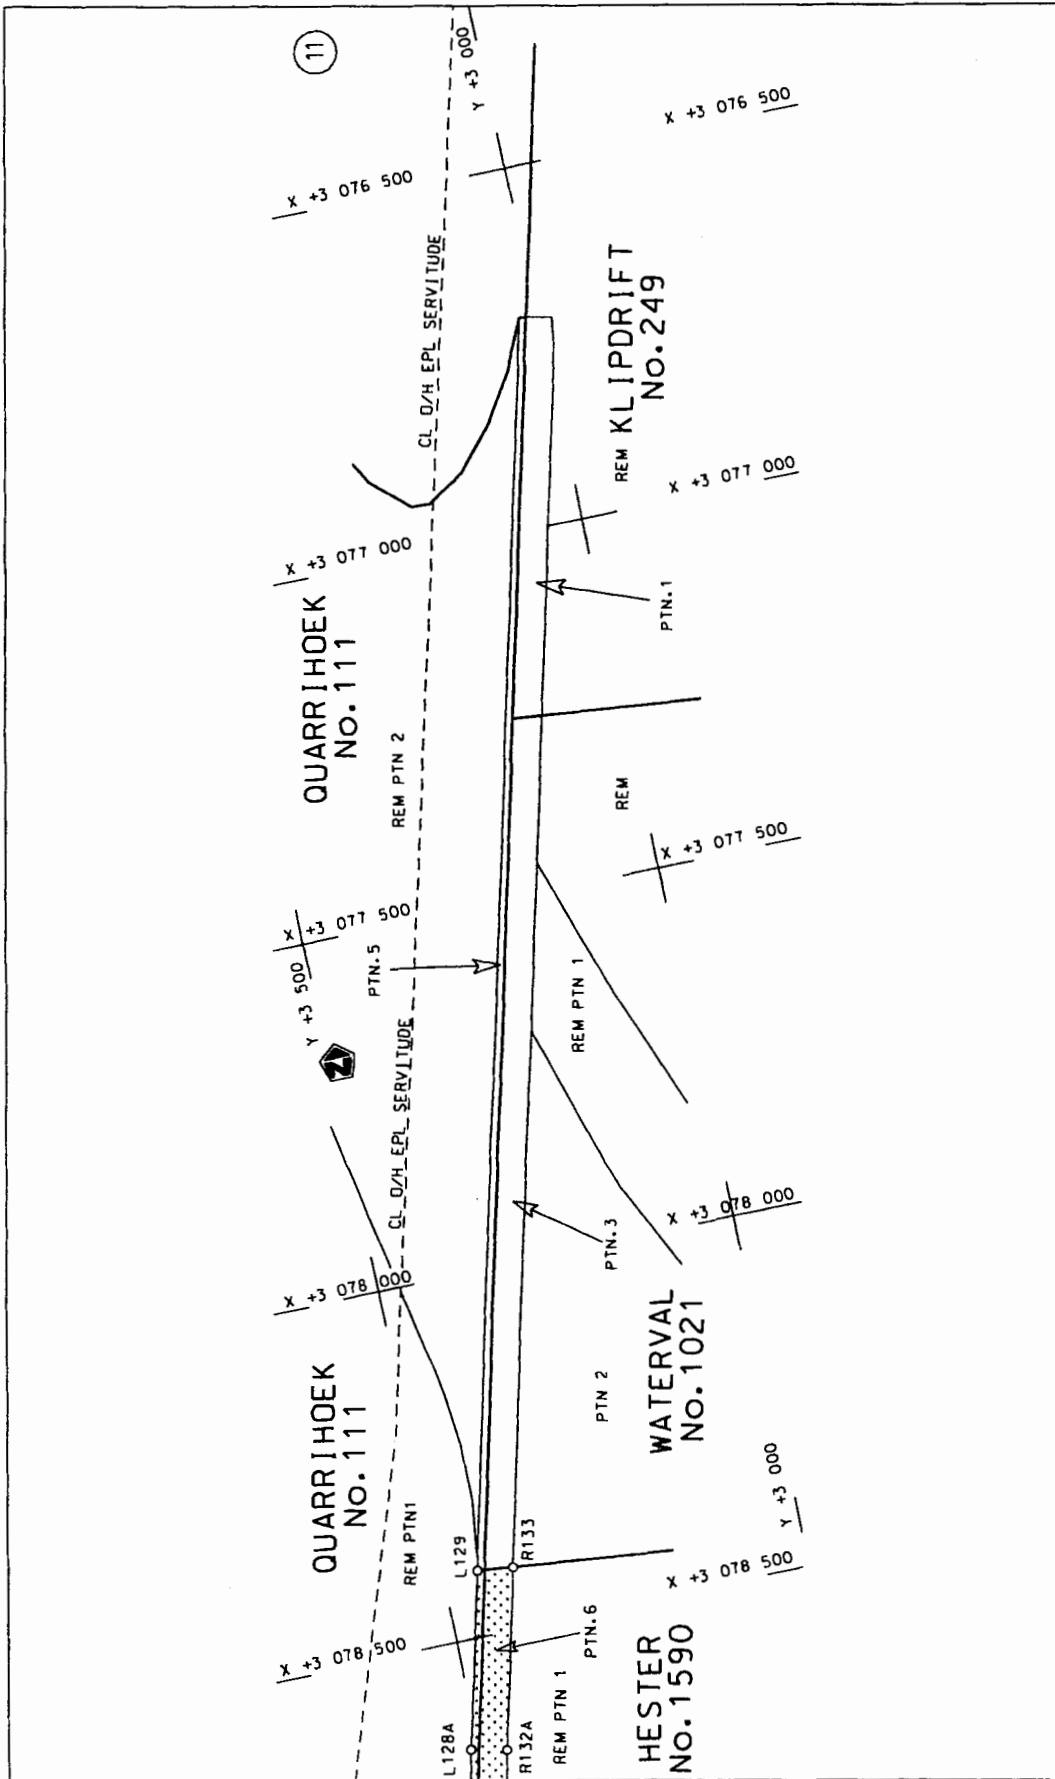 11
Y +3 000
X +3 076 500
X +3 076 500
CL O/H EPL SERVITUDE
REM KLIPDRIFT
No.249
X +3 077 000
X +3 077 000
PTN.1
QUARRIHOEK
No.111
REM PTN 2
REM
X +3 077 500
X +3 077 500
Y +3 500
PTN.5
REM PTN 1
CL O/H EPL SERVITUDE
X +3 078 000
X +3 078 000
PTN.3
WATERVAL
No.1021
PTN 2
QUARRIHOEK
No.111
REM PTN1
Y +3 000
L129
R133
X +3 078 500
X +3 078 500
PTN.6
HESTER
No.1590
REM PTN 1
L128A
R132A